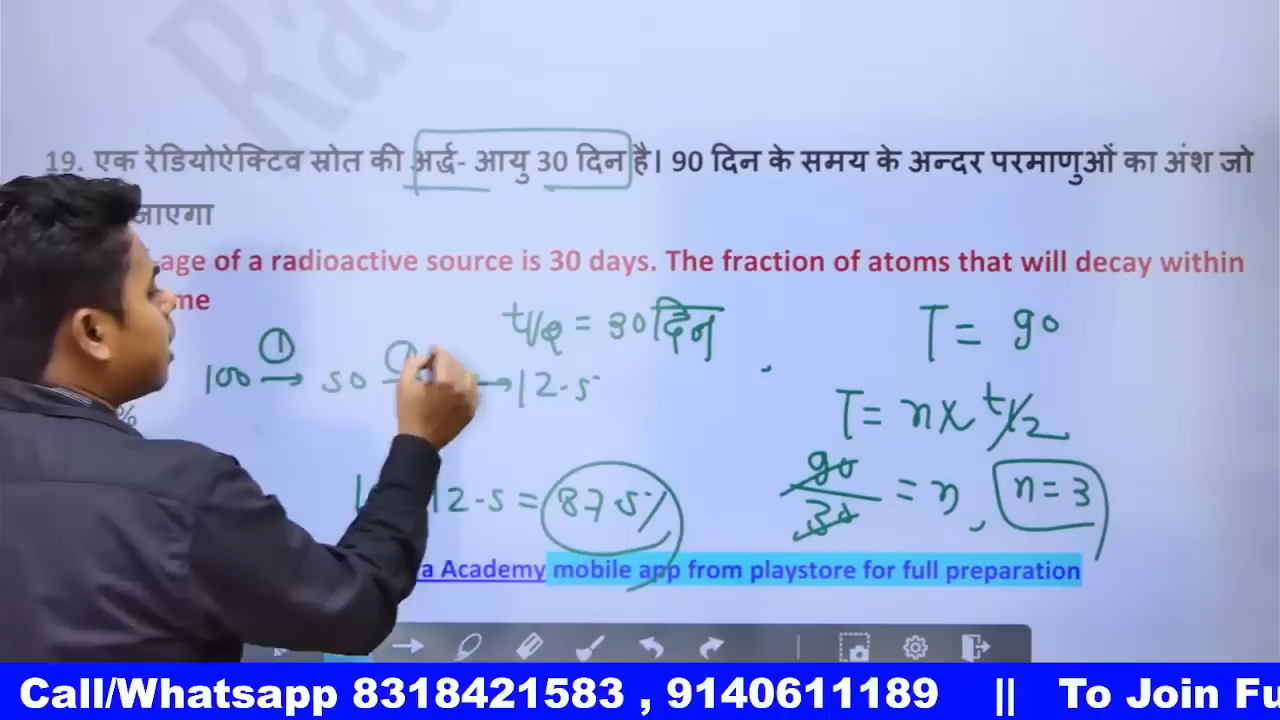 19. एक रेडियोऐक्टिव स्रोत की अर्द्ध- आयु 30 दिन है। 90 दिन के समय के अन्दर परमाणुओं का अंश जो
जाएगा
age of a radioactive source is 30 days. The fraction of atoms that will decay within
me
t/2 = 30 दिन
T = 90
100 → 50 → 12.5
①
T = n x t/2
%
12.5 = 87.5%
90/30 = n, n = 3
a Academy mobile app from playstore for full preparation
Call/Whatsapp 8318421583 , 9140611189 || To Join Fu